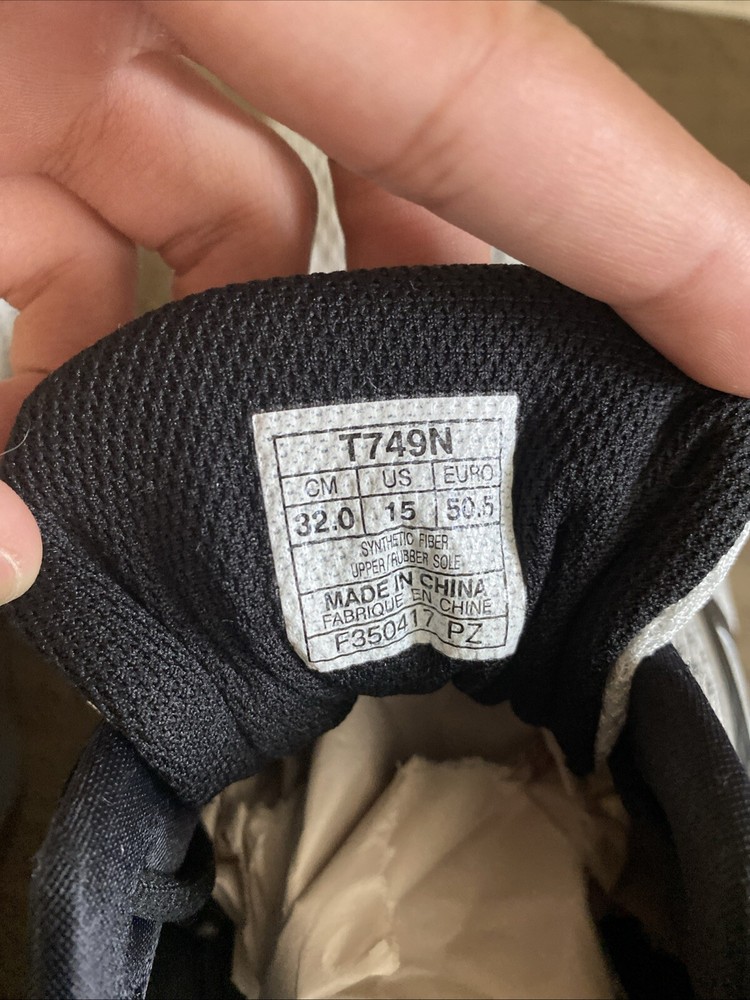 T749N
CM US EURO
32.0 15 50.5
SYNTHETIC FIBER
UPPER/RUBBER SOLE
MADE IN CHINA
FABRIQUE EN CHINE
F350417 PZ